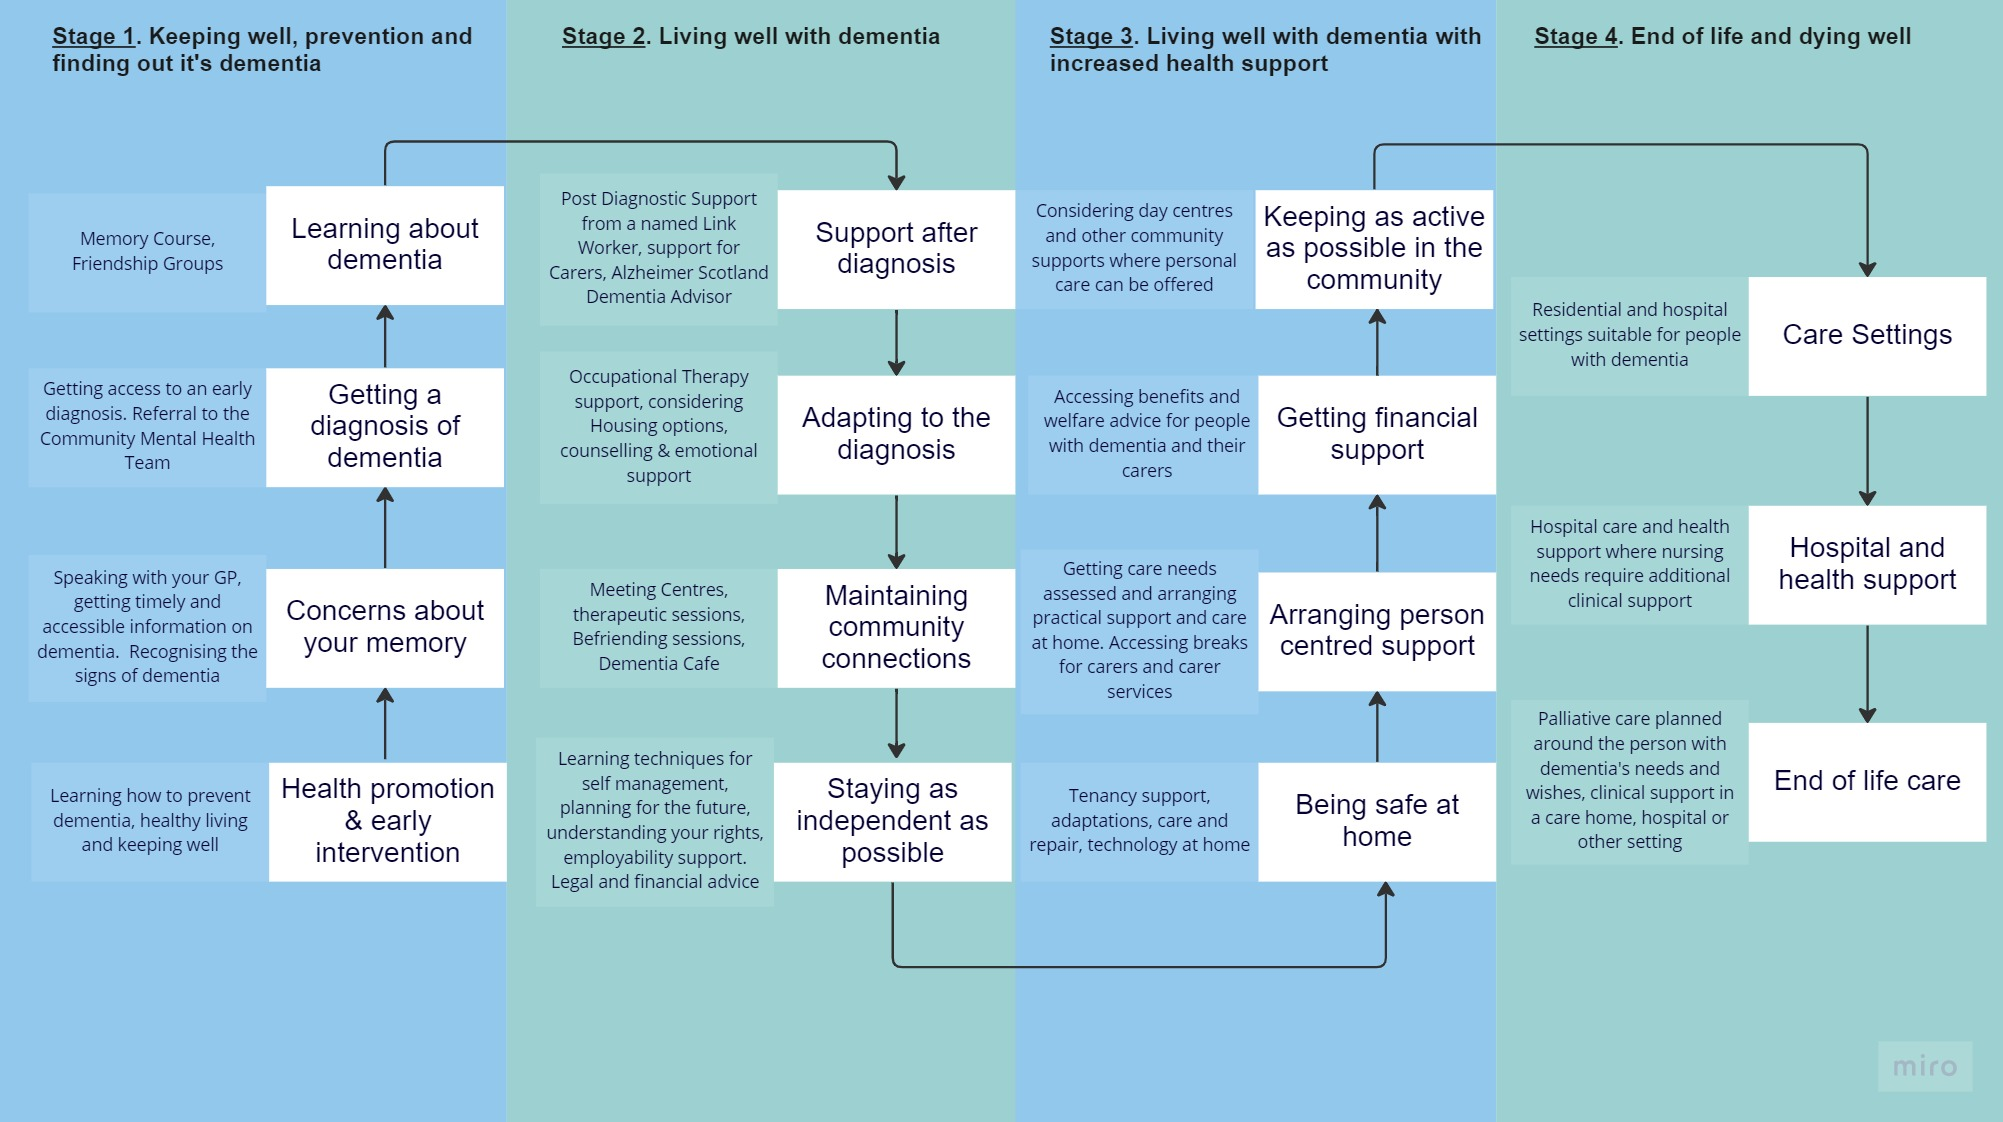 Stage 1. Keeping well, prevention and
finding out it's dementia
Memory Course,
Friendship Groups
Learning about
dementia
Getting access to an early
diagnosis. Referral to the
Community Mental Health
Team
Getting a
diagnosis of
dementia
Speaking with your GP,
getting timely and
accessible information on
dementia.  Recognising the
signs of dementia
Concerns about
your memory
Learning how to prevent
dementia, healthy living
and keeping well
Health promotion
& early
intervention
Stage 2. Living well with dementia
Post Diagnostic Support
from a named Link
Worker, support for
Carers, Alzheimer Scotland
Dementia Advisor
Support after
diagnosis
Occupational Therapy
support, considering
Housing options,
counselling & emotional
support
Adapting to the
diagnosis
Meeting Centres,
therapeutic sessions,
Befriending sessions,
Dementia Cafe
Maintaining
community
connections
Learning techniques for
self management,
planning for the future,
understanding your rights,
employability support.
Legal and financial advice
Staying as
independent as
possible
Stage 3. Living well with dementia with
increased health support
Considering day centres
and other community
supports where personal
care can be offered
Keeping as active
as possible in the
community
Accessing benefits and
welfare advice for people
with dementia and their
carers
Getting financial
support
Getting care needs
assessed and arranging
practical support and care
at home. Accessing breaks
for carers and carer
services
Arranging person
centred support
Tenancy support,
adaptations, care and
repair, technology at home
Being safe at
home
Stage 4. End of life and dying well
Residential and hospital
settings suitable for people
with dementia
Care Settings
Hospital care and health
support where nursing
needs require additional
clinical support
Hospital and
health support
Palliative care planned
around the person with
dementia's needs and
wishes, clinical support in
a care home, hospital or
other setting
End of life care
miro